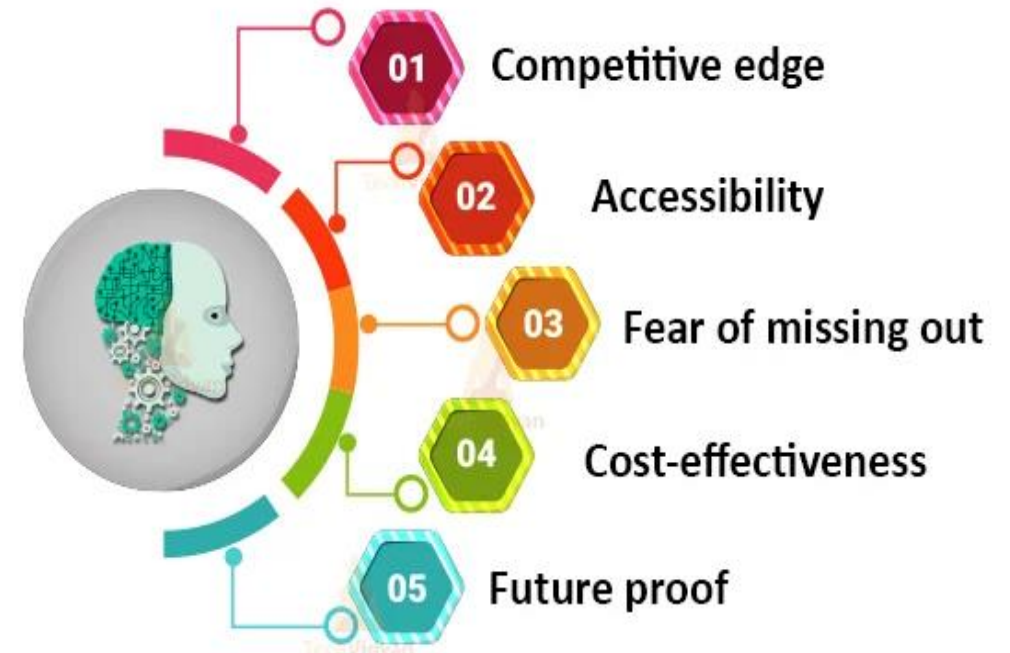 01 Competitive edge
02 Accessibility
03 Fear of missing out
04 Cost-effectiveness
05 Future proof